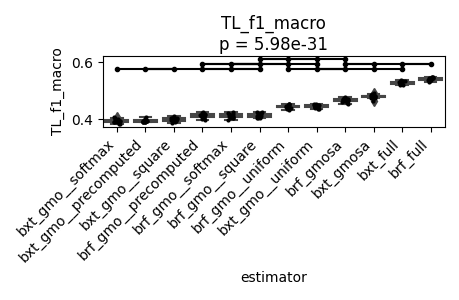 TL_f1_macro
p = 5.98e-31
TL_f1_macro
0.6
0.4
bxt_gmo__softmax
bxt_gmo__precomputed
bxt_gmo__square
brf_gmo__precomputed
brf_gmo__softmax
brf_gmo__square
brf_gmo__uniform
bxt_gmo__uniform
brf_gmosa
bxt_gmosa
bxt_full
brf_full
estimator